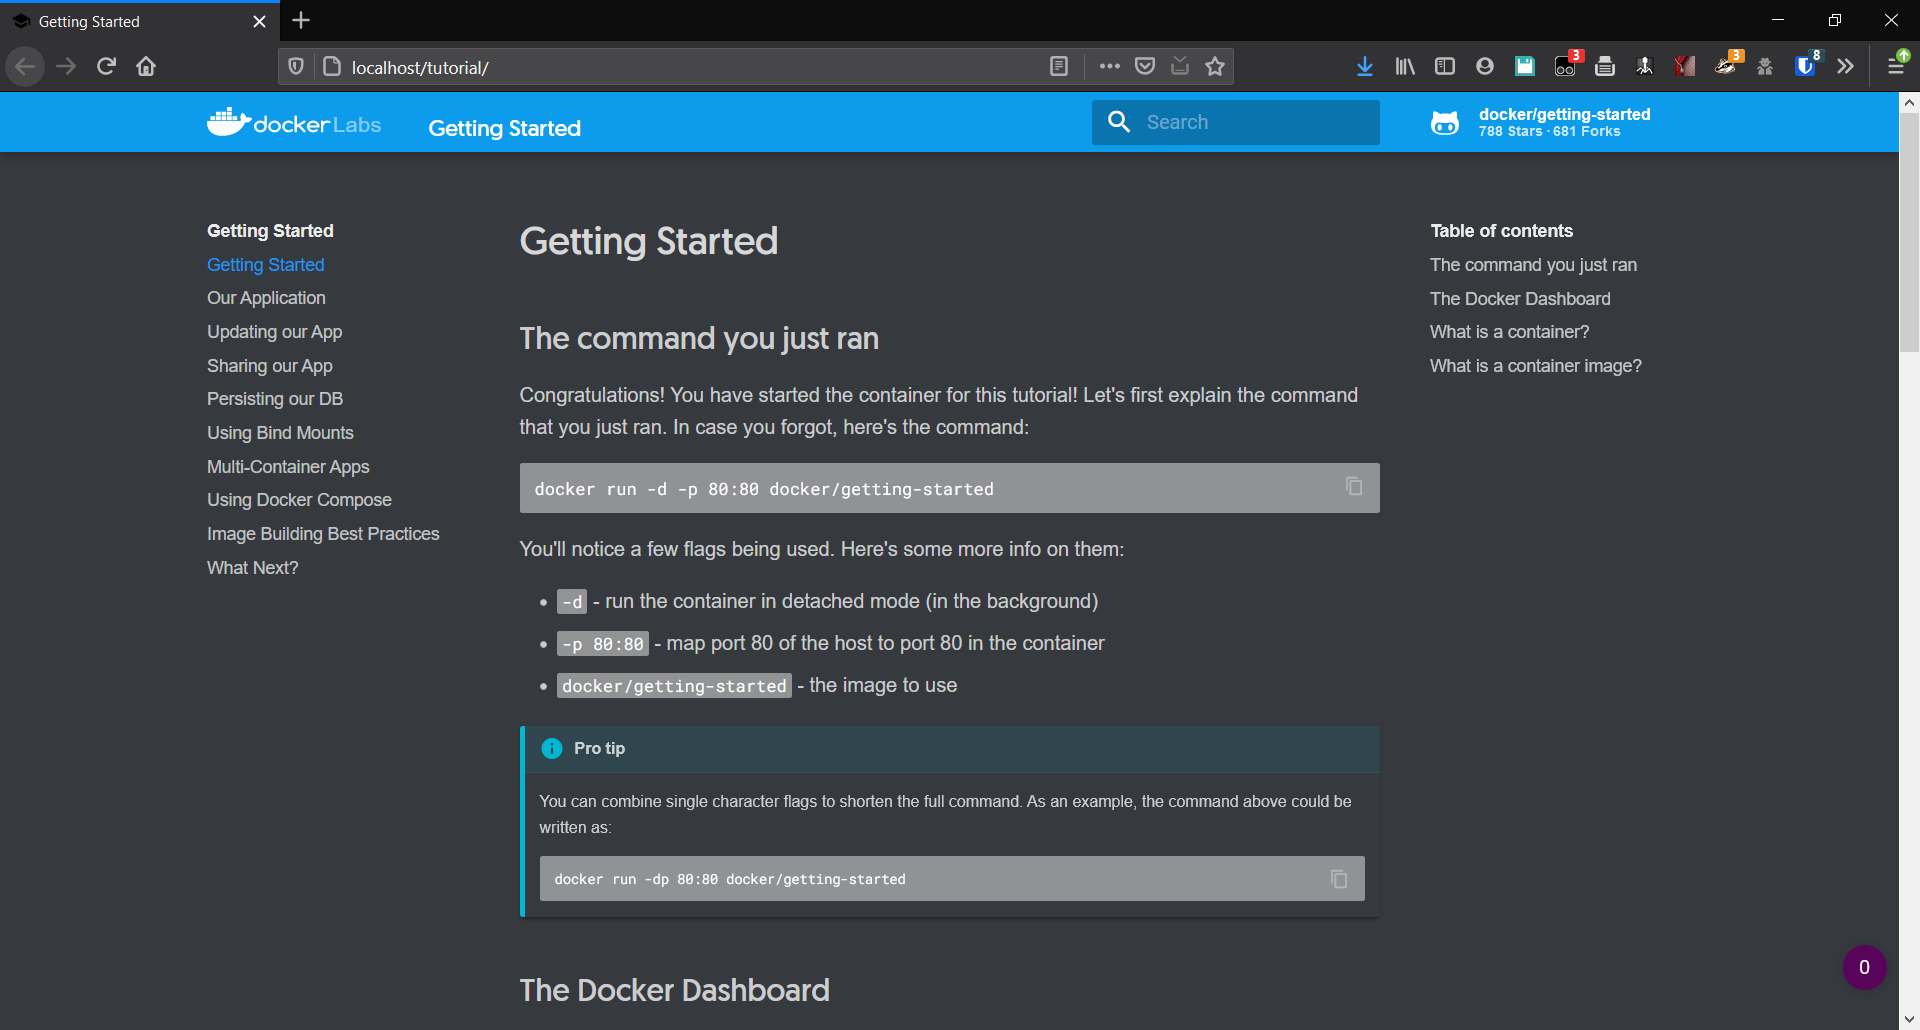 Getting Started
localhost/tutorial/
3
3
8
docker Labs
Getting Started
Search
docker/getting-started
788 Stars · 681 Forks
Getting Started
Getting Started
Our Application
Updating our App
Sharing our App
Persisting our DB
Using Bind Mounts
Multi-Container Apps
Using Docker Compose
Image Building Best Practices
What Next?
Getting Started
The command you just ran
Congratulations! You have started the container for this tutorial! Let's first explain the command
that you just ran. In case you forgot, here's the command:
docker run -d -p 80:80 docker/getting-started
You'll notice a few flags being used. Here's some more info on them:
• -d - run the container in detached mode (in the background)
• -p 80:80 - map port 80 of the host to port 80 in the container
• docker/getting-started - the image to use
Pro tip
You can combine single character flags to shorten the full command. As an example, the command above could be
written as:
docker run -dp 80:80 docker/getting-started
The Docker Dashboard
Table of contents
The command you just ran
The Docker Dashboard
What is a container?
What is a container image?
0